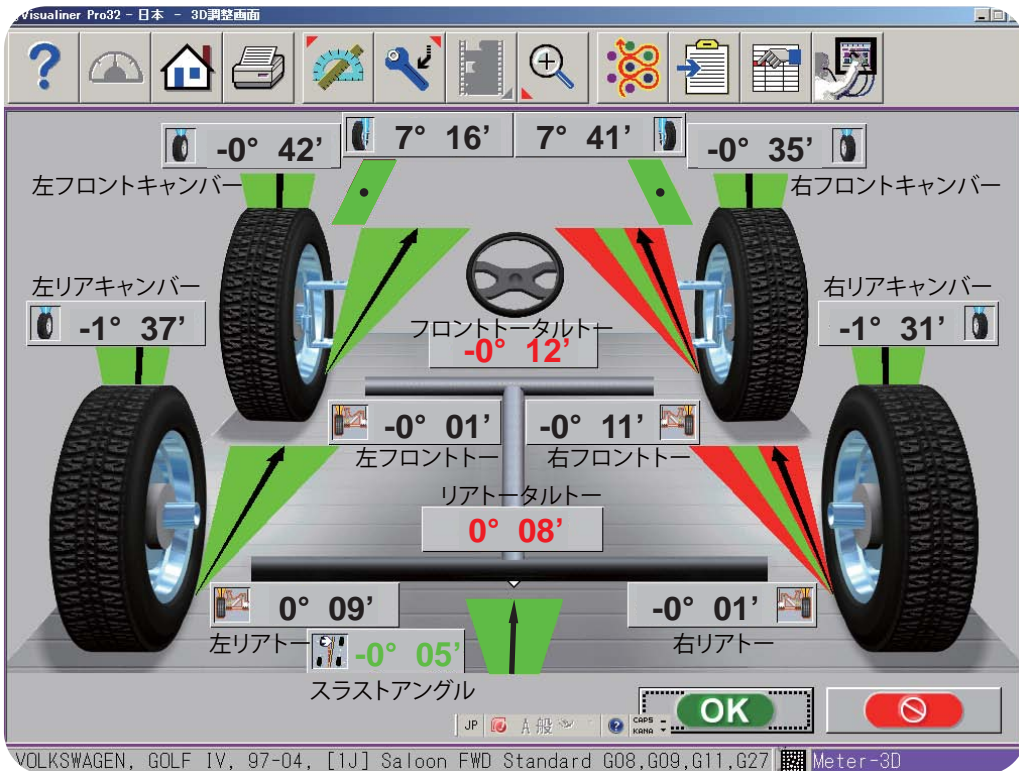 Visualiner Pro32 - 日本 - 3D調整画面
-0° 42’
7° 16’
7° 41’
-0° 35’
左フロントキャンバー
右フロントキャンバー
左リアキャンバー
右リアキャンバー
-1° 37’
-1° 31’
フロントトータルトー
-0° 12’
-0° 01’
-0° 11’
左フロントトー
右フロントトー
リアトータルトー
0° 08’
0° 09’
-0° 01’
左リアトー
右リアトー
-0° 05’
スラストアングル
OK
JP
A 般
CAPS
KANA
VOLKSWAGEN, GOLF IV, 97-04, [1J] Saloon FWD Standard G08,G09,G11,G27
Meter-3D